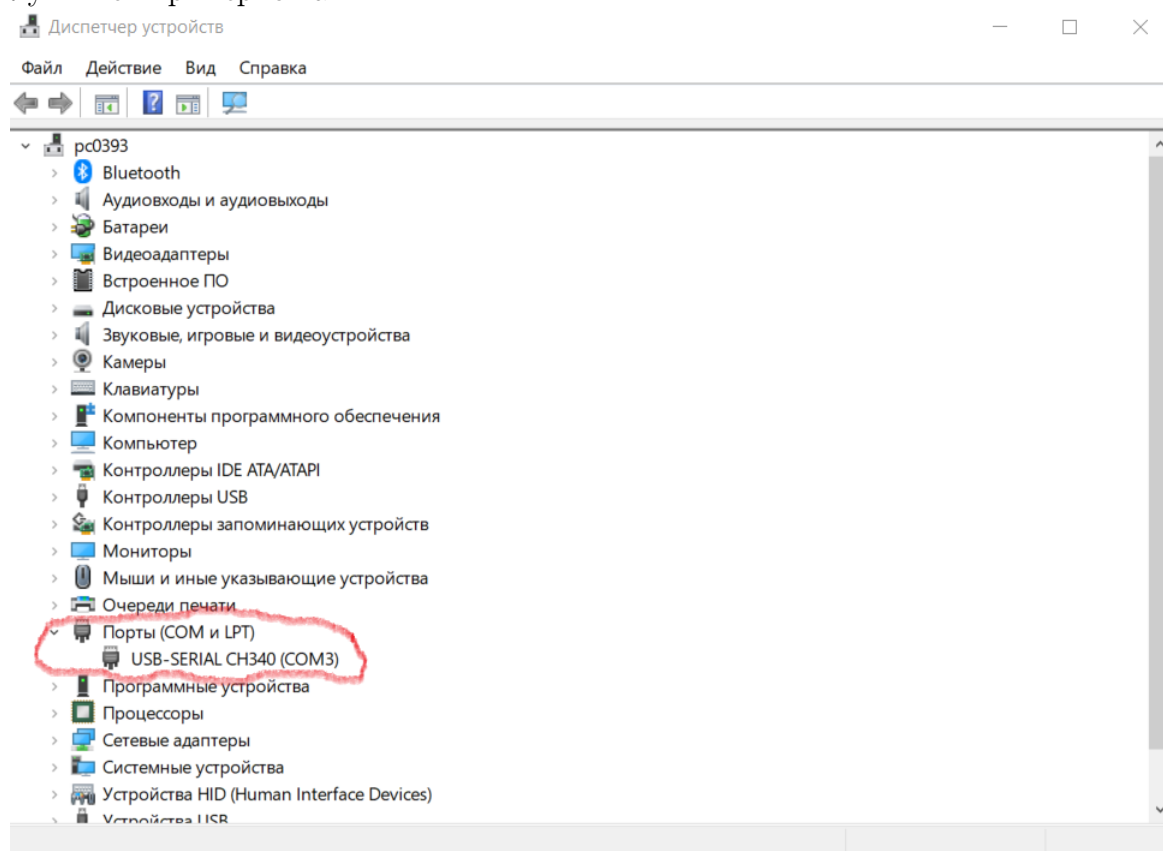 Диспетчер устройств
Файл Действие Вид Справка
pc0393
Bluetooth
Аудиовходы и аудиовыходы
Батареи
Видеоадаптеры
Встроенное ПО
Дисковые устройства
Звуковые, игровые и видеоустройства
Камеры
Клавиатуры
Компоненты программного обеспечения
Компьютер
Контроллеры IDE ATA/ATAPI
Контроллеры USB
Контроллеры запоминающих устройств
Мониторы
Мыши и иные указывающие устройства
Очереди печати
Порты (COM и LPT)
USB-SERIAL CH340 (COM3)
Программные устройства
Процессоры
Сетевые адаптеры
Системные устройства
Устройства HID (Human Interface Devices)
Устройства USB